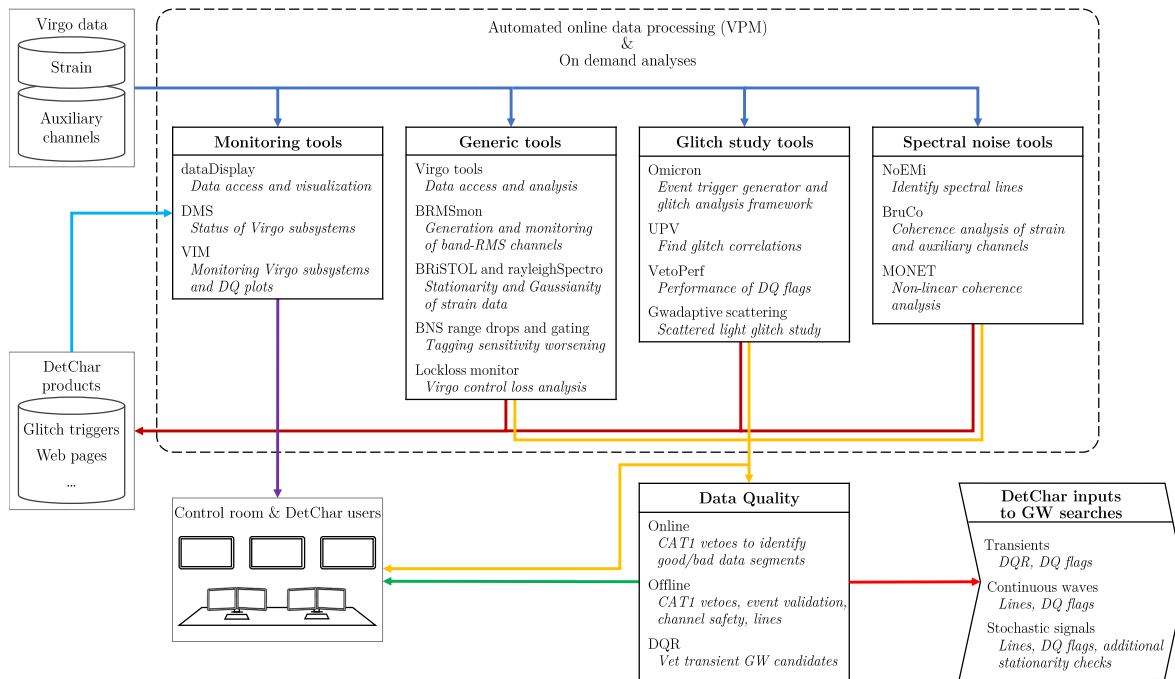 Virgo data
Strain
Auxiliary
channels
Automated online data processing (VPM)
&
On demand analyses
Monitoring tools
dataDisplay
Data access and visualization
DMS
Status of Virgo subsystems
VIM
Monitoring Virgo subsystems
and DQ plots
Generic tools
Virgo tools
Data access and analysis
BRMSmon
Generation and monitoring
of band-RMS channels
BRiSTOL and rayleighSpectro
Stationarity and Gaussianity
of strain data
BNS range drops and gating
Tagging sensitivity worsening
Lockloss monitor
Virgo control loss analysis
Glitch study tools
Omicron
Event trigger generator and
glitch analysis framework
UPV
Find glitch correlations
VetoPerf
Performance of DQ flags
Gwadaptive scattering
Scattered light glitch study
Spectral noise tools
NoEMi
Identify spectral lines
BruCo
Coherence analysis of strain
and auxiliary channels
MONET
Non-linear coherence
analysis
DetChar
products
Glitch triggers
Web pages
...
Control room & DetChar users
Data Quality
Online
CAT1 vetoes to identify
good/bad data segments
Offline
CAT1 vetoes, event validation,
channel safety, lines
DQR
Vet transient GW candidates
DetChar inputs
to GW searches
Transients
DQR, DQ flags
Continuous waves
Lines, DQ flags
Stochastic signals
Lines, DQ flags, additional
stationarity checks